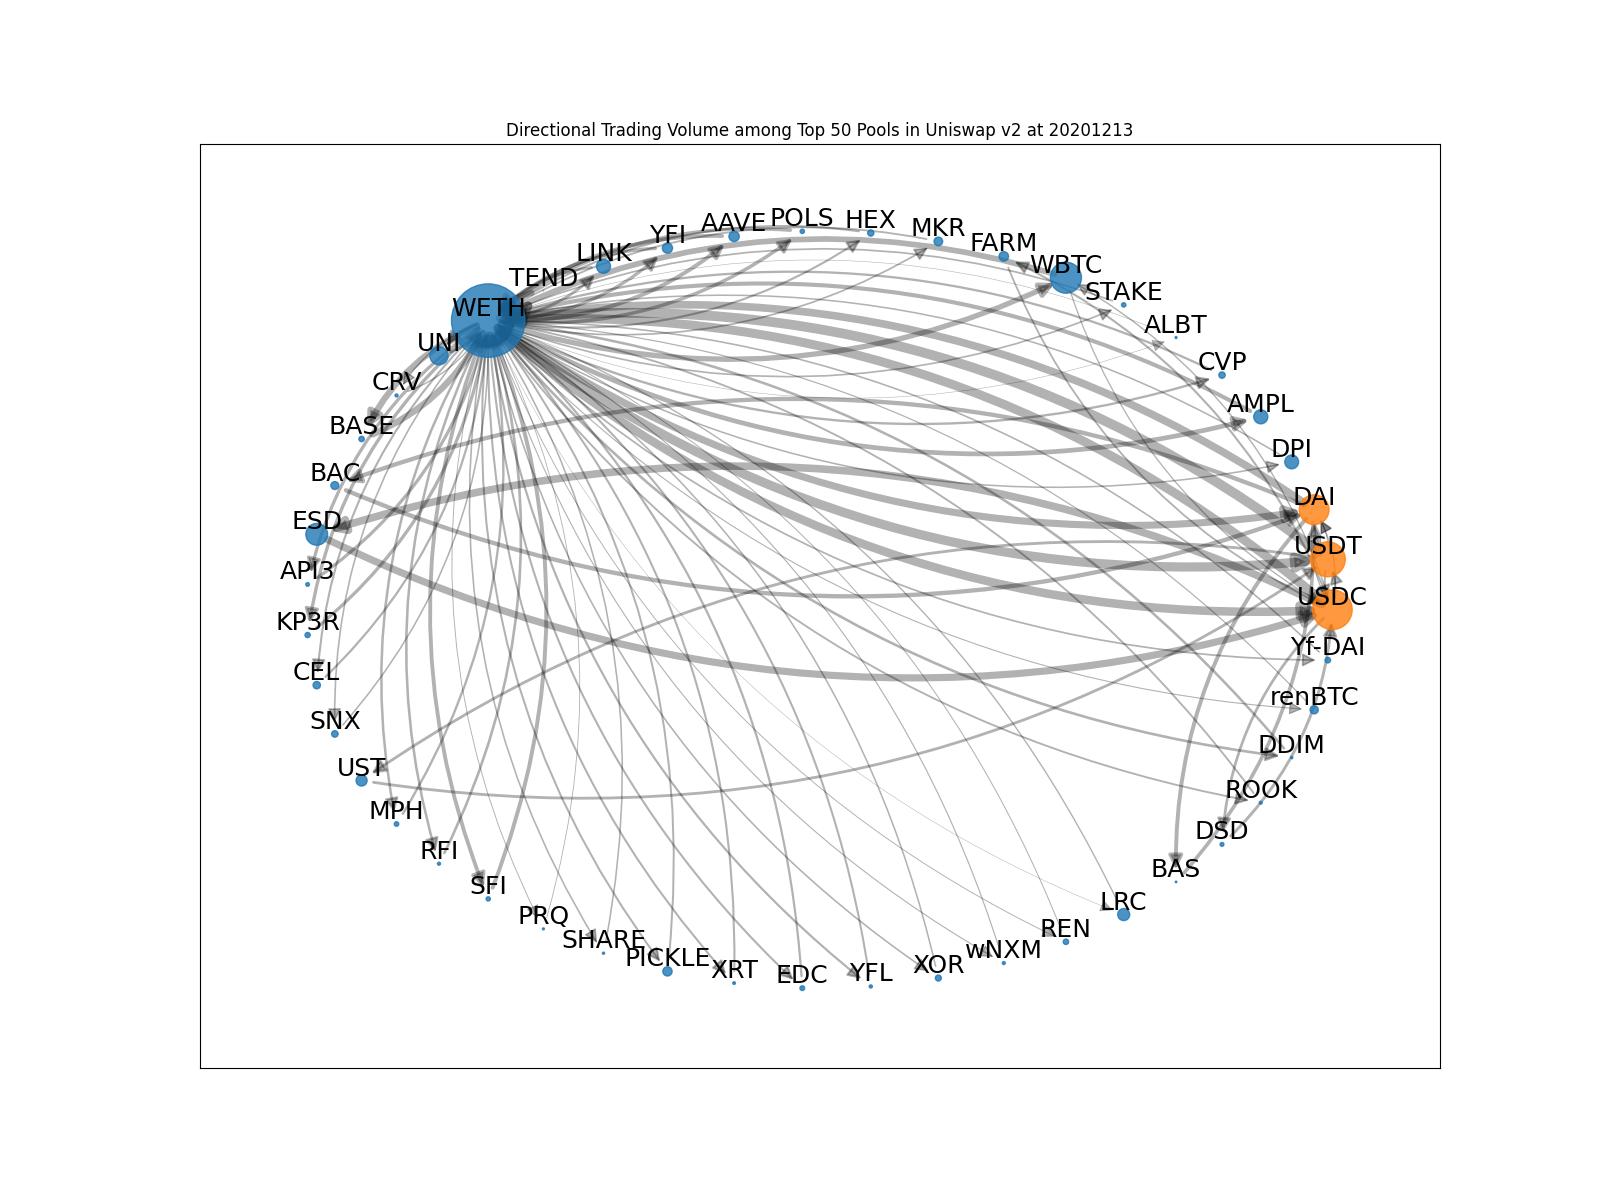 Directional Trading Volume among Top 50 Pools in Uniswap v2 at 20201213
POLS
HEX
AAVE
MKR
YFI
FARM
LINK
WBTC
TEND
STAKE
WETH
ALBT
UNI
CVP
CRV
AMPL
BASE
DPI
BAC
DAI
ESD
USDT
API3
USDC
KP3R
Yf-DAI
CEL
renBTC
SNX
DDIM
UST
ROOK
MPH
DSD
RFI
BAS
SFI
LRC
PRQ
REN
SHARE
wNXM
PICKLE
XOR
XRT
YFL
EDC